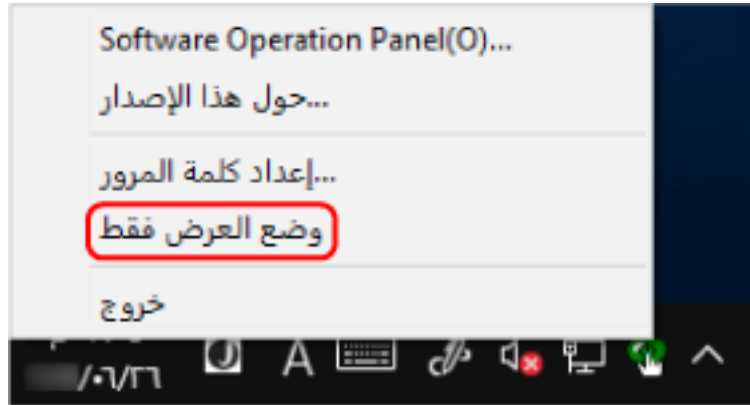 Software Operation Panel(O)...
حول هذا الإصدار...
إعداد كلمة المرور...
وضع العرض فقط
خروج
A
/٠٦/٢٦